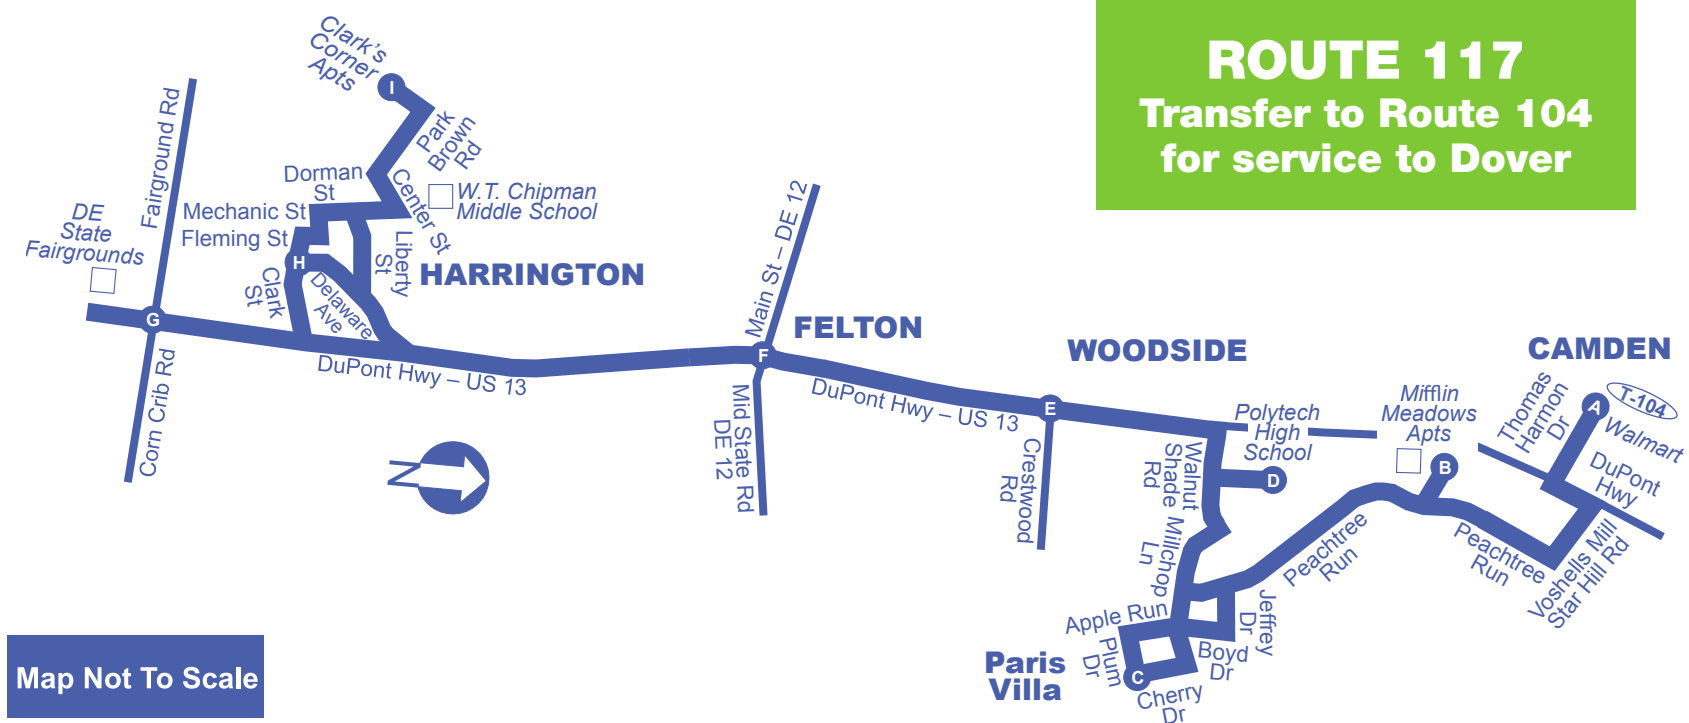 ROUTE 117
Transfer to Route 104
for service to Dover
Clark's
Corner
Apts
I
Park
Brown
Rd
Fairground Rd
Dorman
St
Center St
W.T. Chipman
Middle School
Mechanic St
Fleming St
DE
State
Fairgrounds
H
Clark
St
Delaware
Ave
Liberty
St
HARRINGTON
G
Corn Crib Rd
DuPont Hwy – US 13
Main St – DE 12
FELTON
F
Mid State Rd
DE 12
DuPont Hwy – US 13
N
WOODSIDE
E
Crestwood
Rd
Polytech
High
School
D
Walnut
Shade
Rd
Millchop
Ln
Mifflin
Meadows
Apts
B
CAMDEN
Thomas
Harmon
Dr
A
T-104
Walmart
DuPont
Hwy
Voshells Mill
Star Hill Rd
Peachtree
Run
Peachtree
Run
Jeffrey
Dr
Boyd
Dr
Apple Run
Plum
Dr
C
Cherry
Dr
Paris
Villa
Map Not To Scale